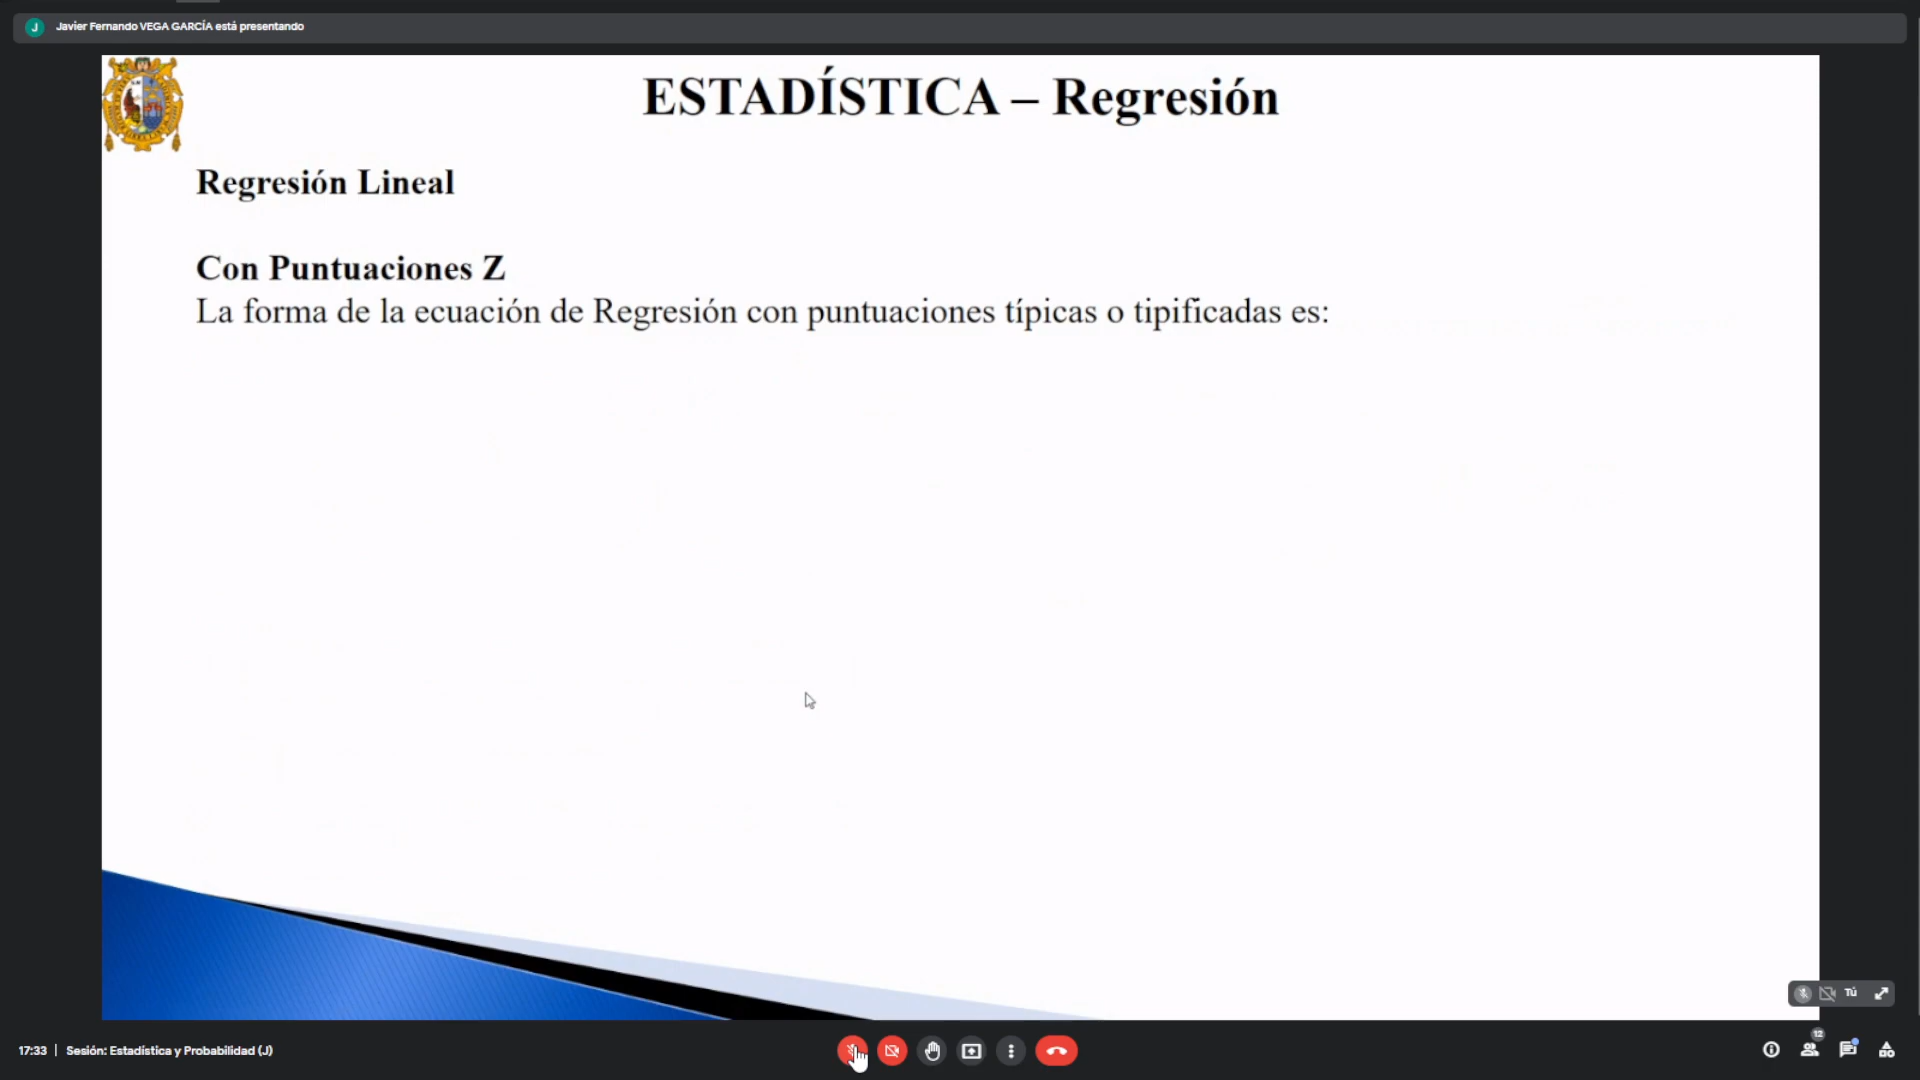 J Javier Fernando VEGA GARCÍA está presentando
ESTADÍSTICA – Regresión
Regresión Lineal
Con Puntuaciones Z
La forma de la ecuación de Regresión con puntuaciones típicas o tipificadas es:
Tú
17:33 | Sesión: Estadística y Probabilidad (J)
12